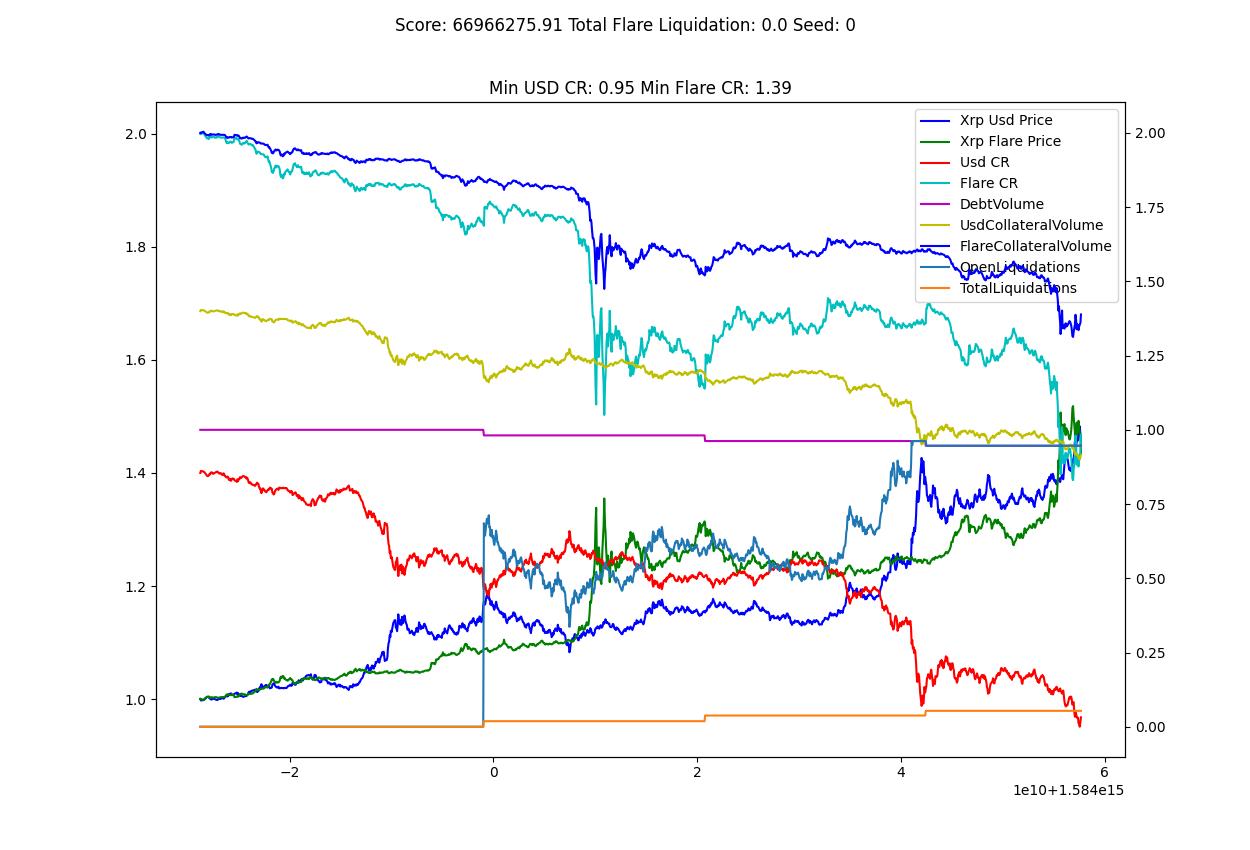 Score: 66966275.91 Total Flare Liquidation: 0.0 Seed: 0
Min USD CR: 0.95 Min Flare CR: 1.39
2.0
1.8
1.6
1.4
1.2
1.0
2.00
1.75
1.50
1.25
1.00
0.75
0.50
0.25
0.00
Xrp Usd Price
Xrp Flare Price
Usd CR
Flare CR
DebtVolume
UsdCollateralVolume
FlareCollateralVolume
OpenLiquidations
TotalLiquidations
−2 0 2 4 6
1e10+1.584e15